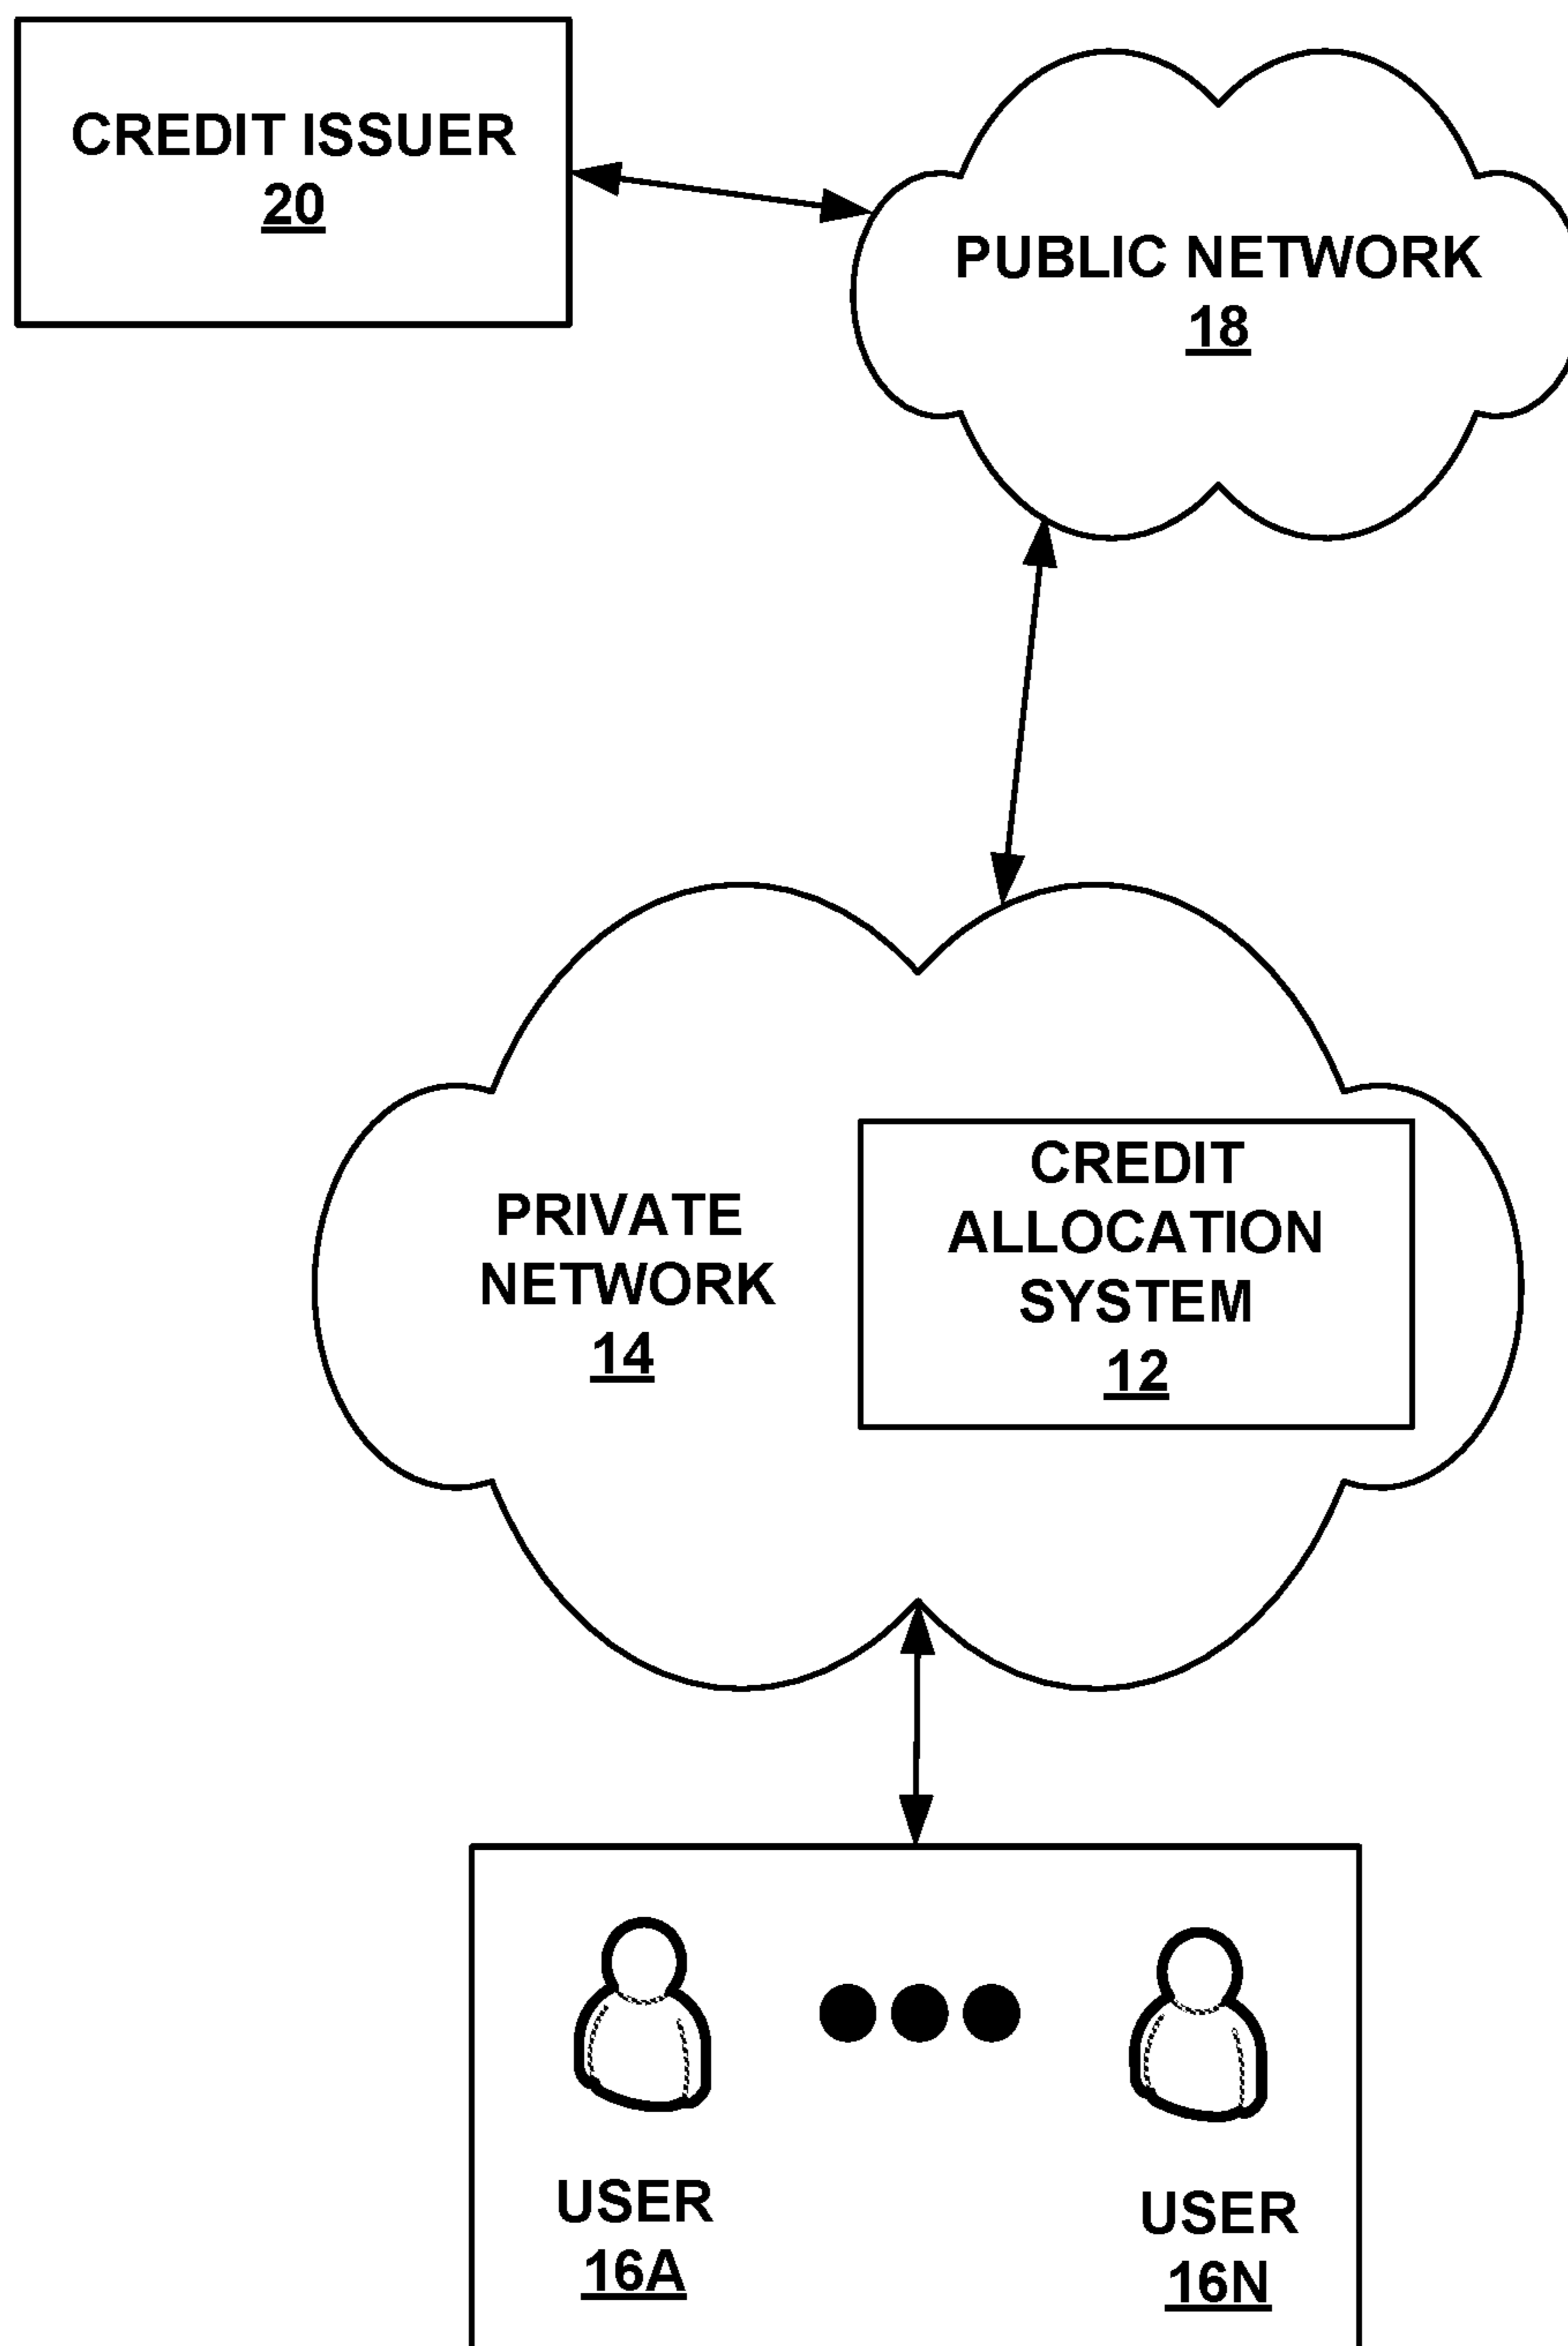 CREDIT ISSUER
20
PUBLIC NETWORK
18
PRIVATE
NETWORK
14
CREDIT
ALLOCATION
SYSTEM
12
USER
16A
USER
16N